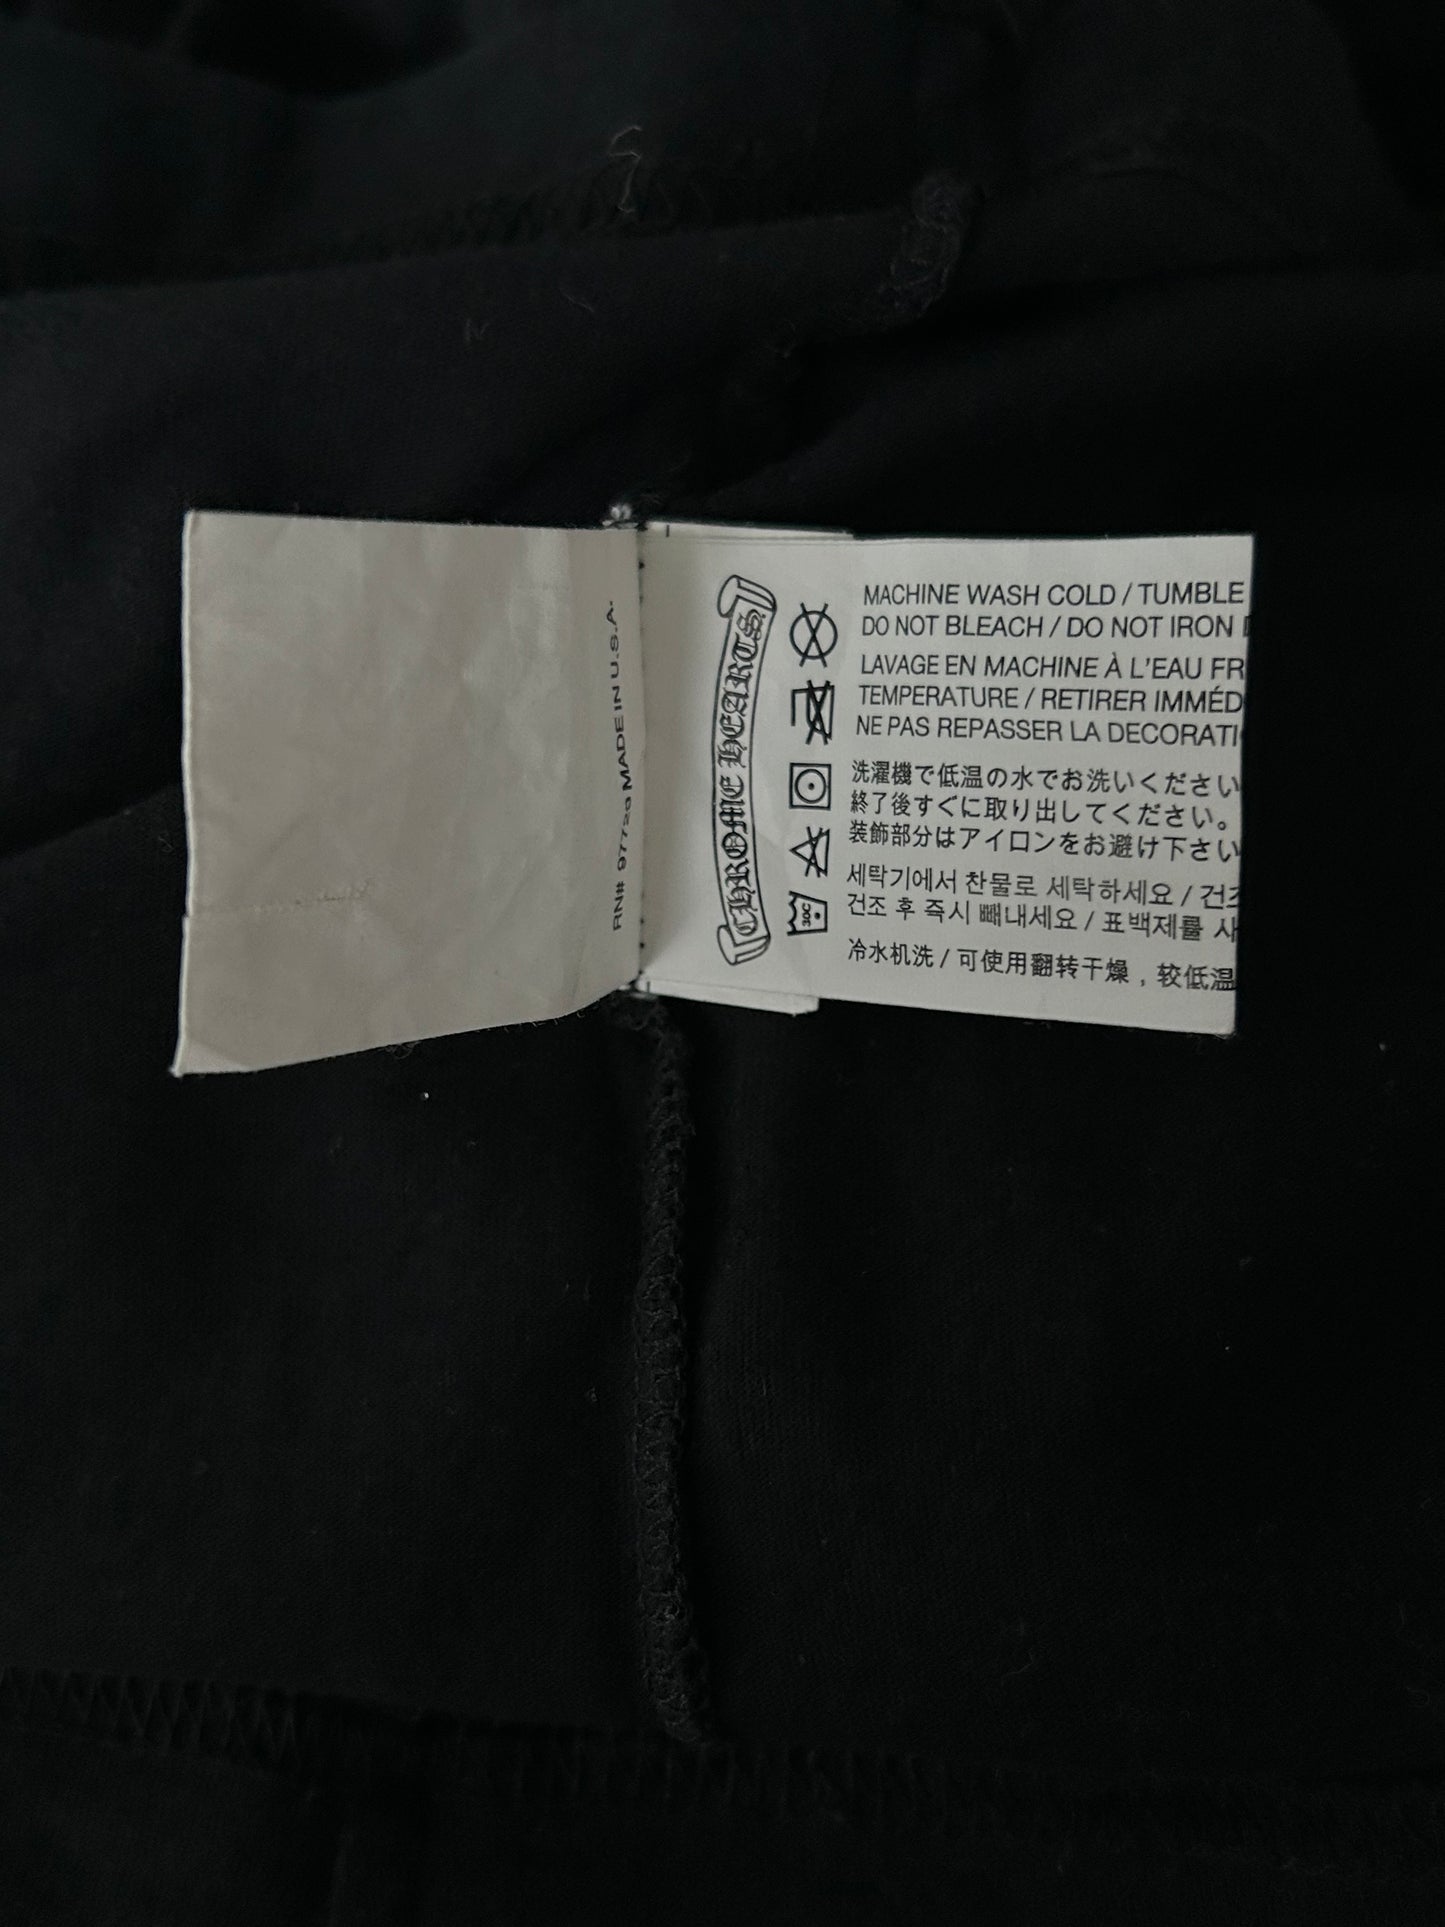 RN# 97728 MADE IN U.S.A.
CHROME HEARTS
MACHINE WASH COLD / TUMBLE
DO NOT BLEACH / DO NOT IRON
LAVAGE EN MACHINE À L'EAU FR
TEMPERATURE / RETIRER IMMÉD
NE PAS REPASSER LA DECORATI
洗濯機で低温の水でお洗いください
終了後すぐに取り出してください。
装飾部分はアイロンをお避け下さい
세탁기에서 찬물로 세탁하세요 / 건조
건조 후 즉시 빼내세요 / 표백제를 사
冷水机洗 / 可使用翻转干燥，较低温
30C